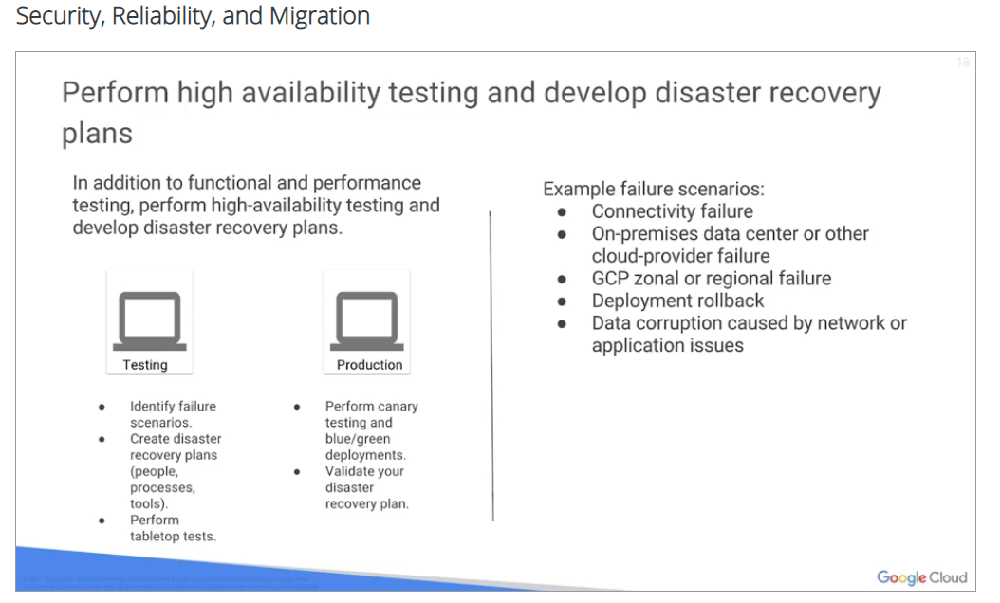 Security, Reliability, and Migration
18
Perform high availability testing and develop disaster recovery
plans
In addition to functional and performance
testing, perform high-availability testing and
develop disaster recovery plans.
Testing
● Identify failure
scenarios.
● Create disaster
recovery plans
(people,
processes,
tools).
● Perform
tabletop tests.
Production
● Perform canary
testing and
blue/green
deployments.
● Validate your
disaster
recovery plan.
Example failure scenarios:
● Connectivity failure
● On-premises data center or other
cloud-provider failure
● GCP zonal or regional failure
● Deployment rollback
● Data corruption caused by network or
application issues
Google Cloud